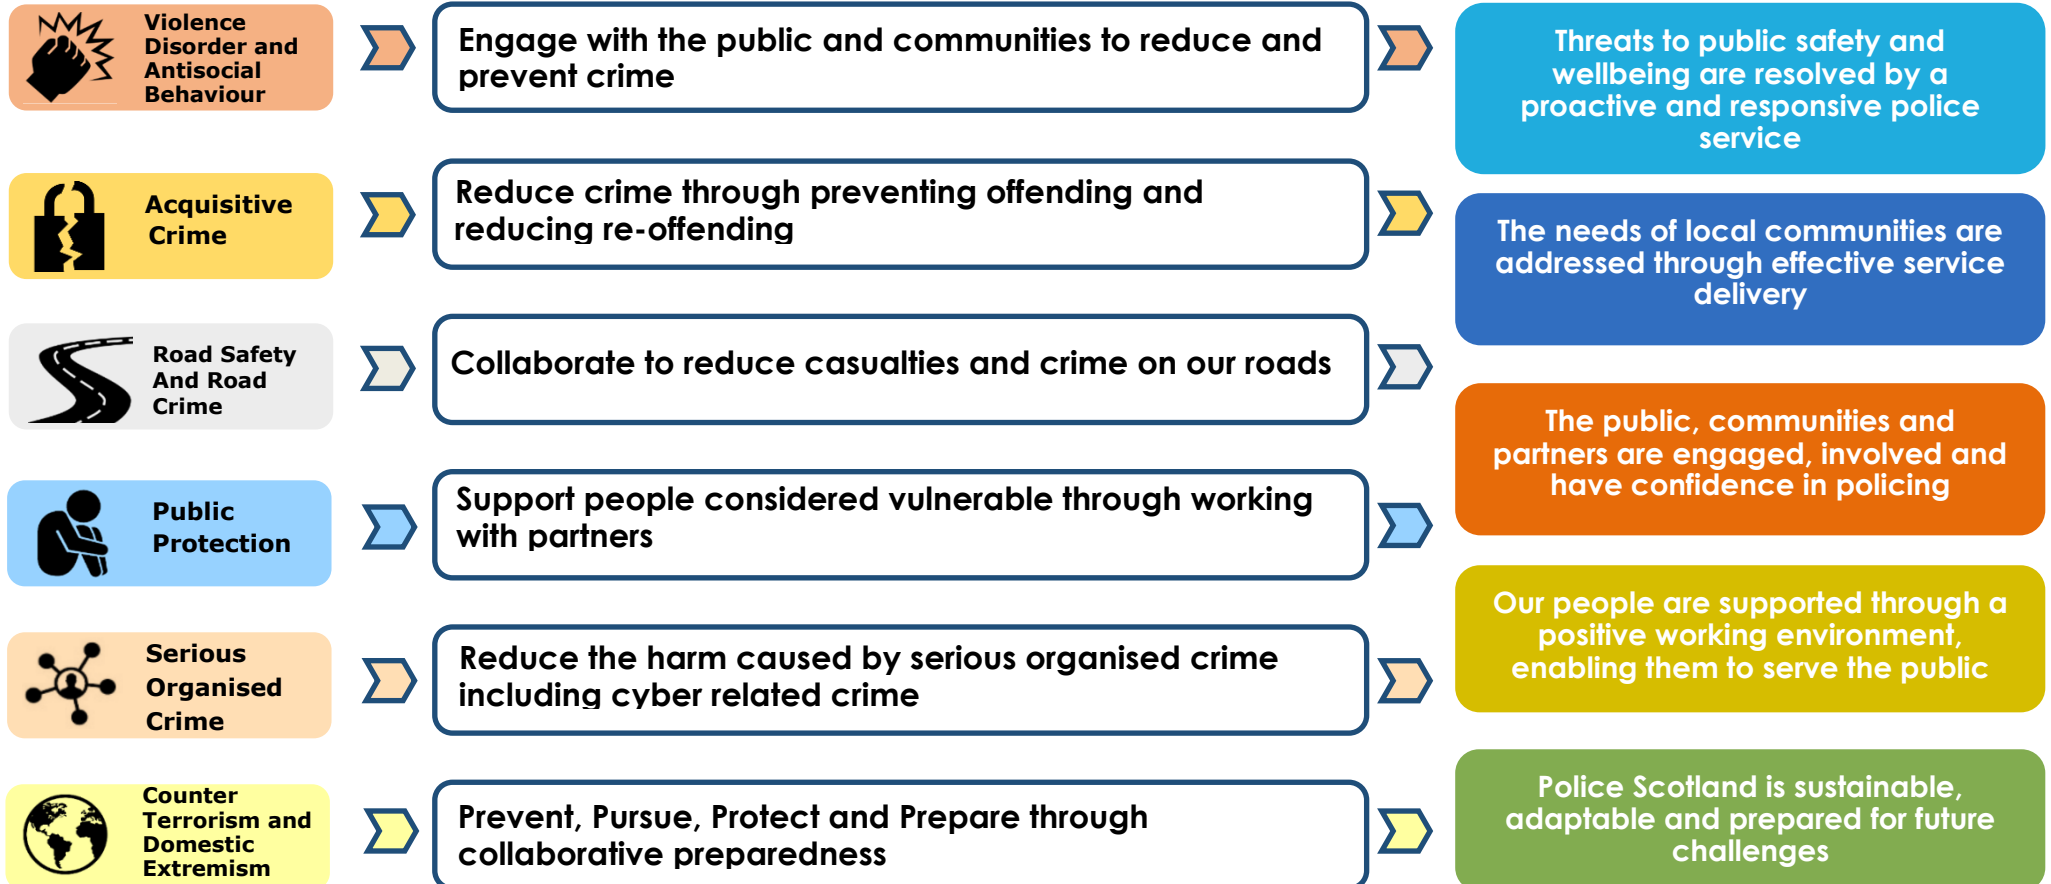 Violence
Disorder and
Antisocial
Behaviour
Engage with the public and communities to reduce and
prevent crime
Threats to public safety and
wellbeing are resolved by a
proactive and responsive police
service
Acquisitive
Crime
Reduce crime through preventing offending and
reducing re-offending
The needs of local communities are
addressed through effective service
delivery
Road Safety
And Road
Crime
Collaborate to reduce casualties and crime on our roads
The public, communities and
partners are engaged, involved and
have confidence in policing
Public
Protection
Support people considered vulnerable through working
with partners
Our people are supported through a
positive working environment,
enabling them to serve the public
Serious
Organised
Crime
Reduce the harm caused by serious organised crime
including cyber related crime
Counter
Terrorism and
Domestic
Extremism
Prevent, Pursue, Protect and Prepare through
collaborative preparedness
Police Scotland is sustainable,
adaptable and prepared for future
challenges